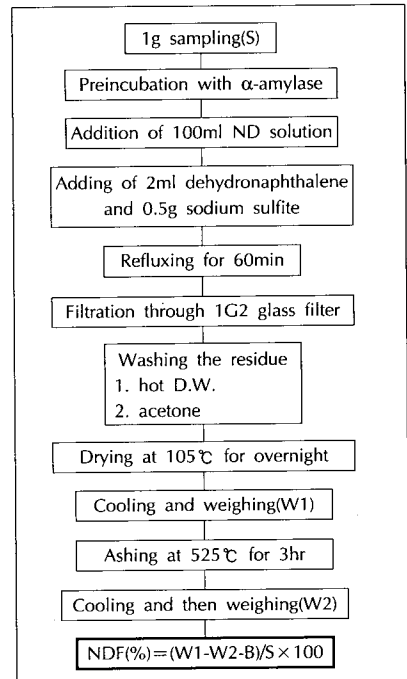 1g sampling(S)
Preincubation with α-amylase
Addition of 100ml ND solution
Adding of 2ml dehydronaphthalene
and 0.5g sodium sulfite
Refluxing for 60min
Filtration through 1G2 glass filter
Washing the residue
1. hot D.W.
2. acetone
Drying at 105℃ for overnight
Cooling and weighing(W1)
Ashing at 525℃ for 3hr
Cooling and then weighing(W2)
NDF(%)=(W1-W2-B)/S×100